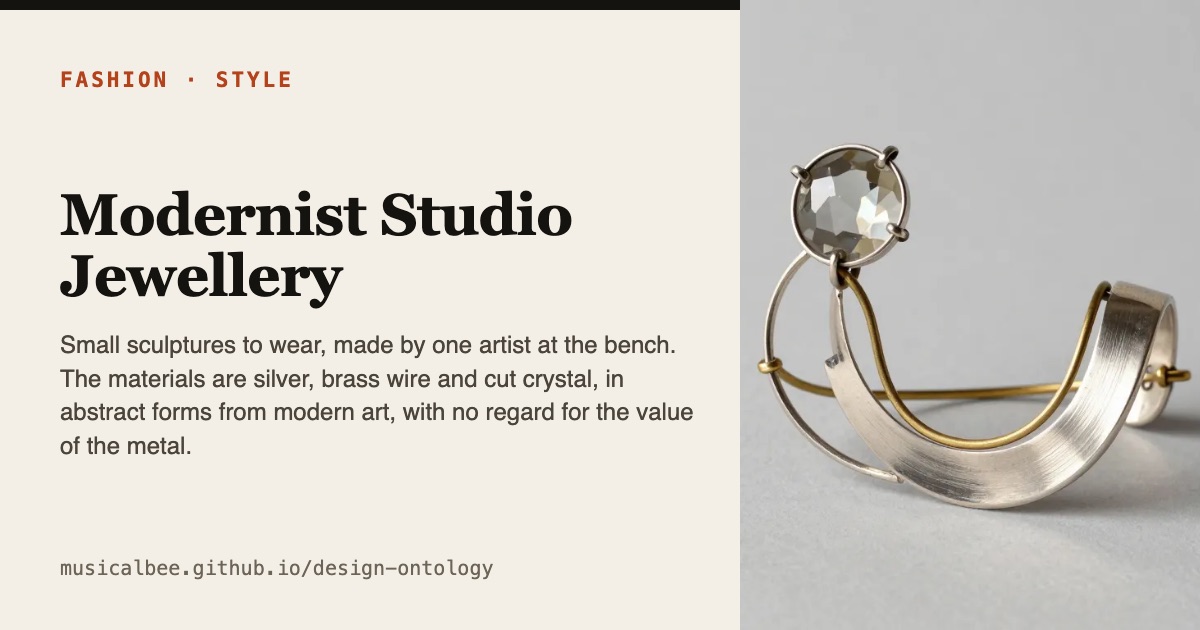 FASHION · STYLE
Modernist Studio
Jewellery
Small sculptures to wear, made by one artist at the bench.
The materials are silver, brass wire and cut crystal, in
abstract forms from modern art, with no regard for the value
of the metal.
musicalbee.github.io/design-ontology